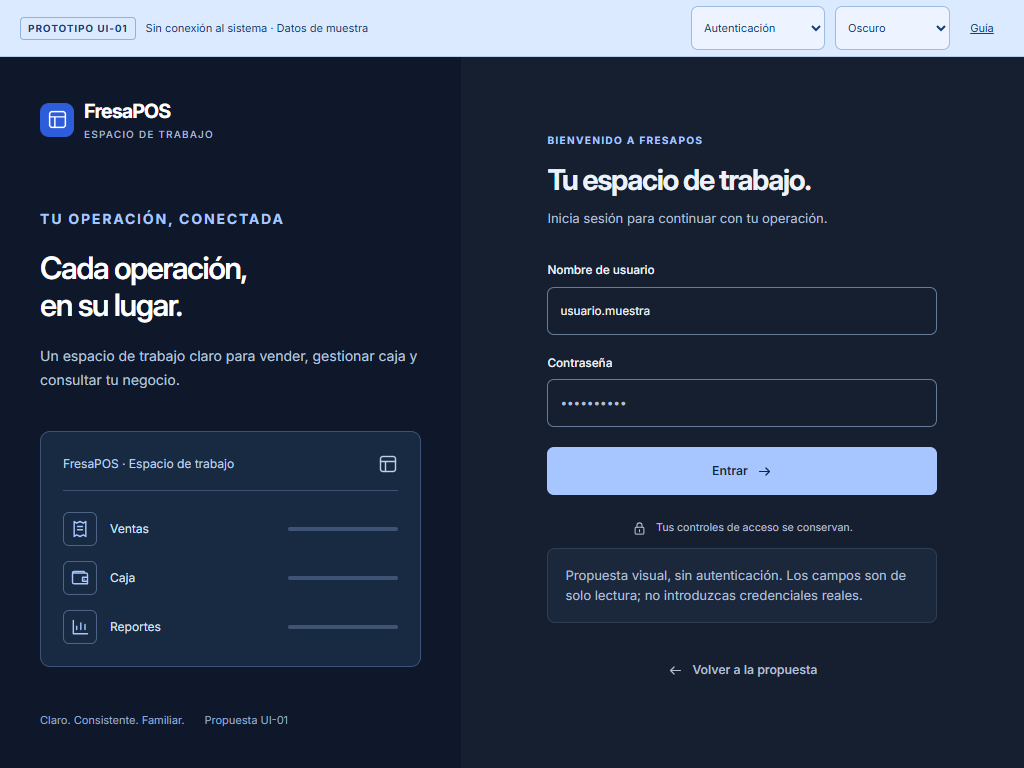 PROTOTIPO UI-01
Sin conexión al sistema · Datos de muestra
Autenticación
Oscuro
Guía
FresaPOS
ESPACIO DE TRABAJO
TU OPERACIÓN, CONECTADA
Cada operación,
en su lugar.
Un espacio de trabajo claro para vender, gestionar caja y
consultar tu negocio.
FresaPOS · Espacio de trabajo
Ventas
Caja
Reportes
Claro. Consistente. Familiar.
Propuesta UI-01
BIENVENIDO A FRESAPOS
Tu espacio de trabajo.
Inicia sesión para continuar con tu operación.
Nombre de usuario
usuario.muestra
Contraseña
••••••••••
Entrar →
Tus controles de acceso se conservan.
Propuesta visual, sin autenticación. Los campos son de
solo lectura; no introduzcas credenciales reales.
← Volver a la propuesta